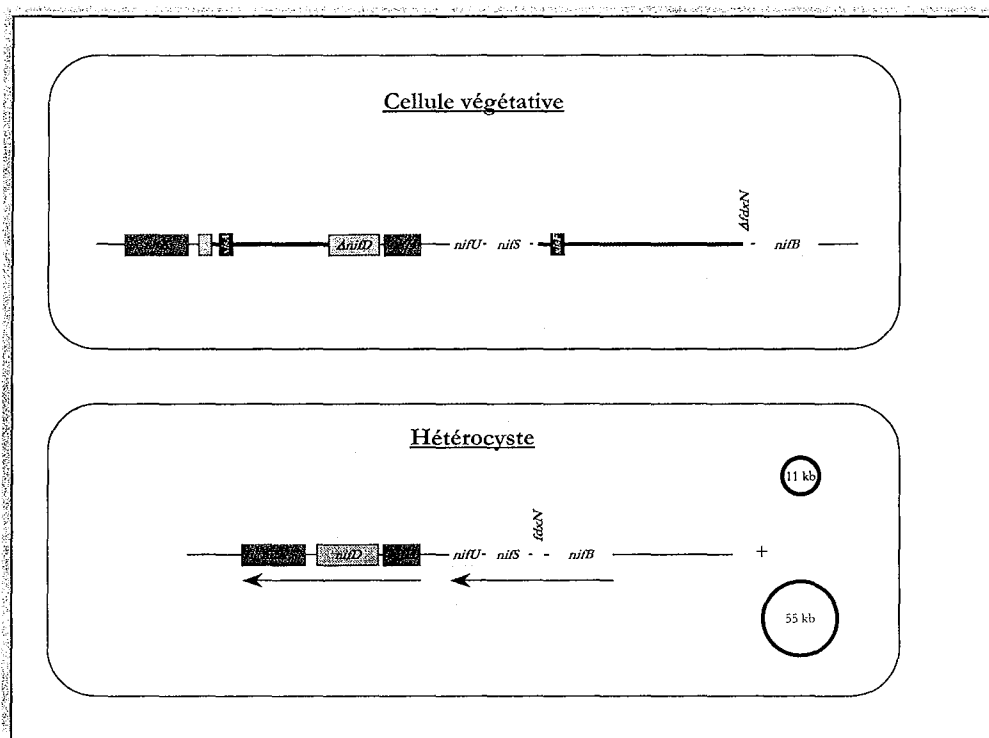 Cellule végétative
ΔfdxN
ΔnifD nifU- nifS - - nifB
Hétérocyste
11 kb
fdxN
nifD nifU- nifS - - nifB +
55 kb